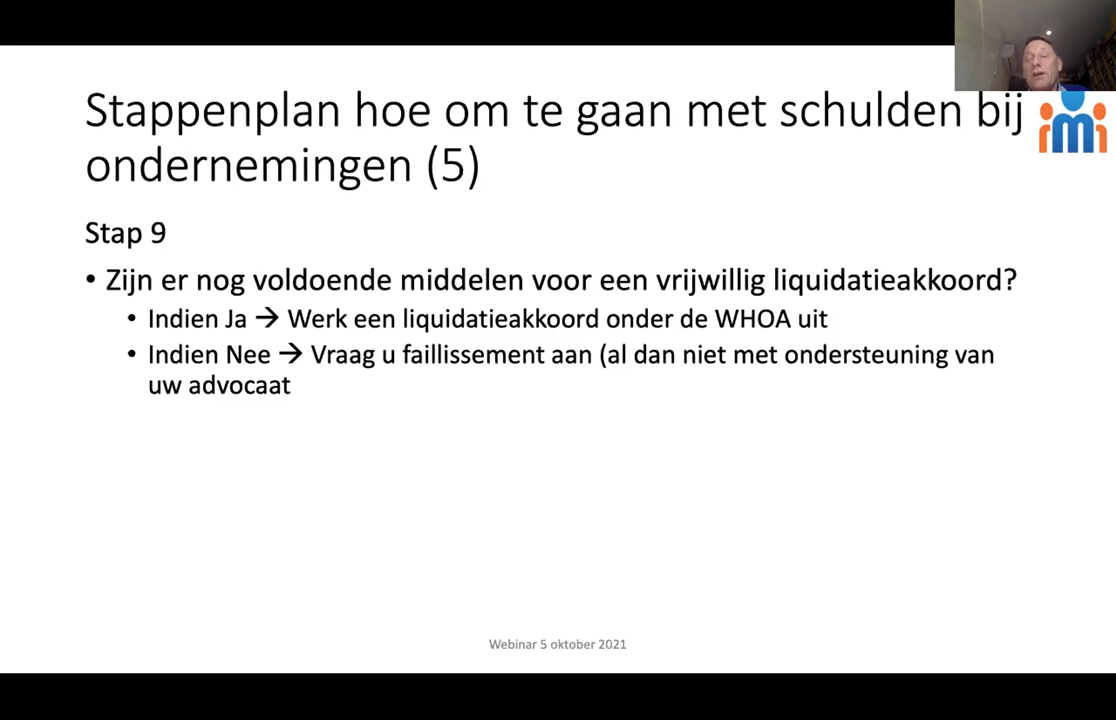 Stappenplan hoe om te gaan met schulden bij
ondernemingen (5)
Stap 9
• Zijn er nog voldoende middelen voor een vrijwillig liquidatieakkoord?
• Indien Ja → Werk een liquidatieakkoord onder de WHOA uit
• Indien Nee → Vraag u faillissement aan (al dan niet met ondersteuning van
uw advocaat
Webinar 5 oktober 2021